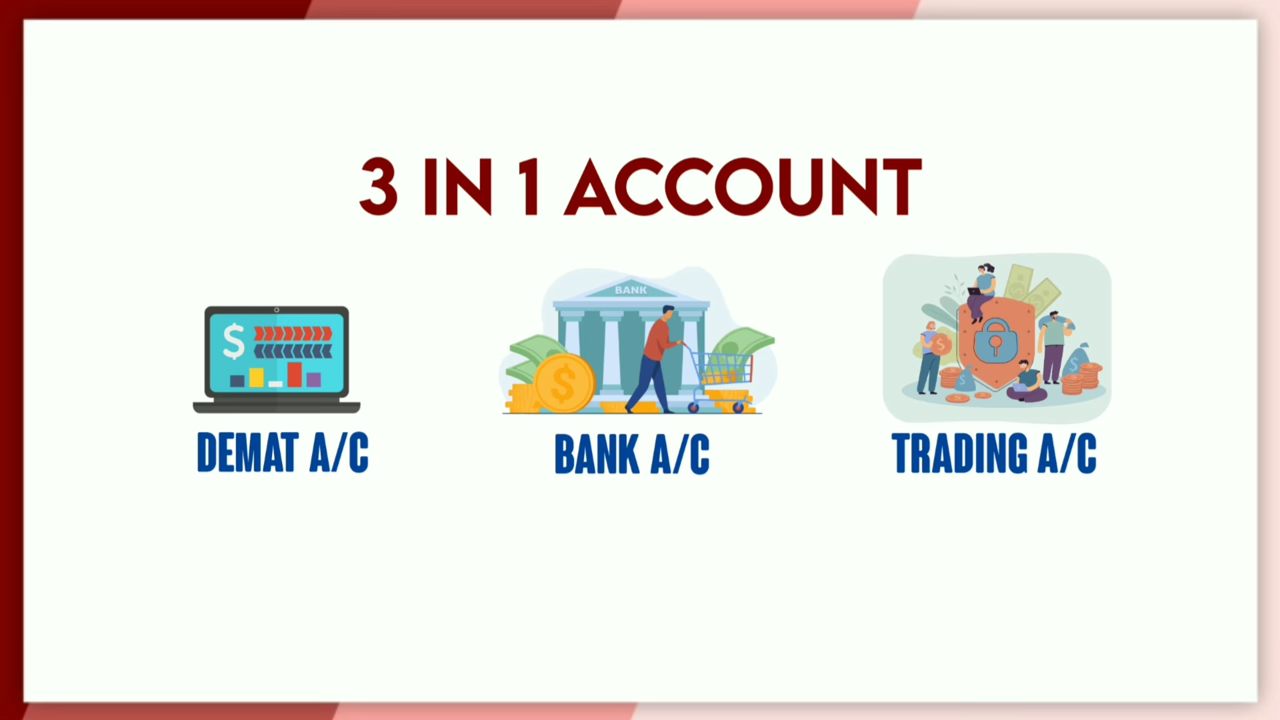 3 IN 1 ACCOUNT
$
BANK
$
DEMAT A/C
BANK A/C
TRADING A/C